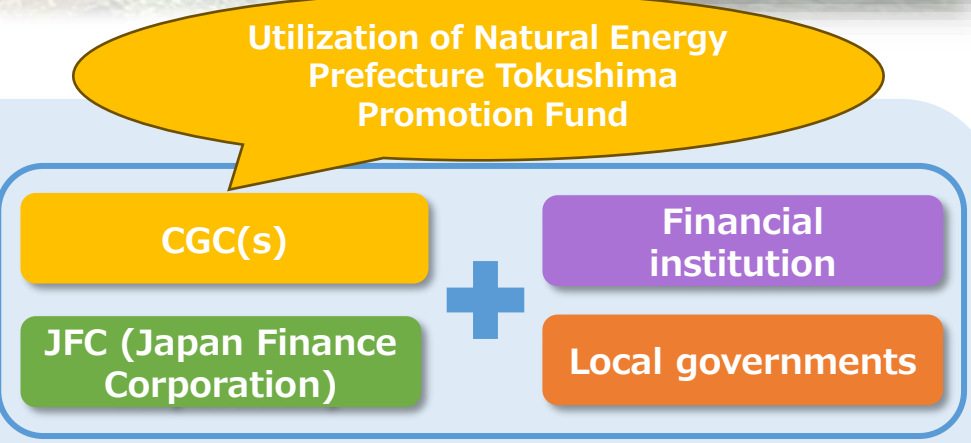 Utilization of Natural Energy
Prefecture Tokushima
Promotion Fund
CGC(s)
Financial
institution
JFC (Japan Finance
Corporation)
Local governments